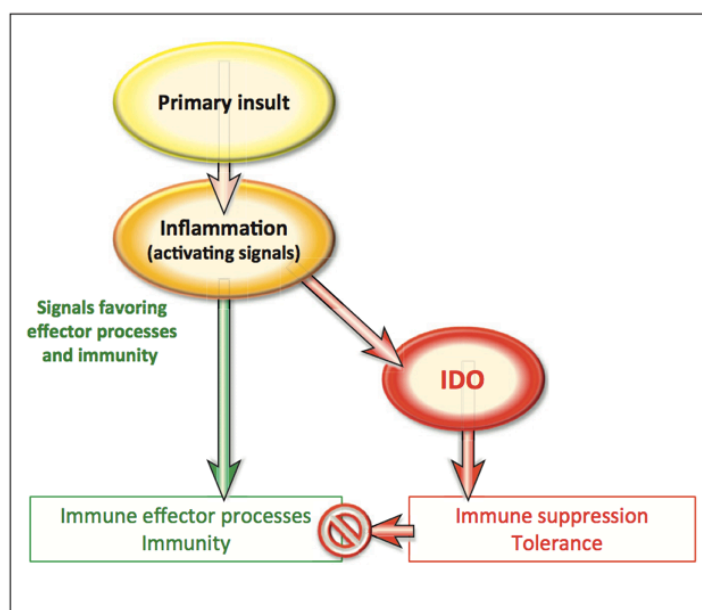 Primary insult
Inflammation
(activating signals)
Signals favoring
effector processes
and immunity
IDO
Immune effector processes
Immunity
Immune suppression
Tolerance